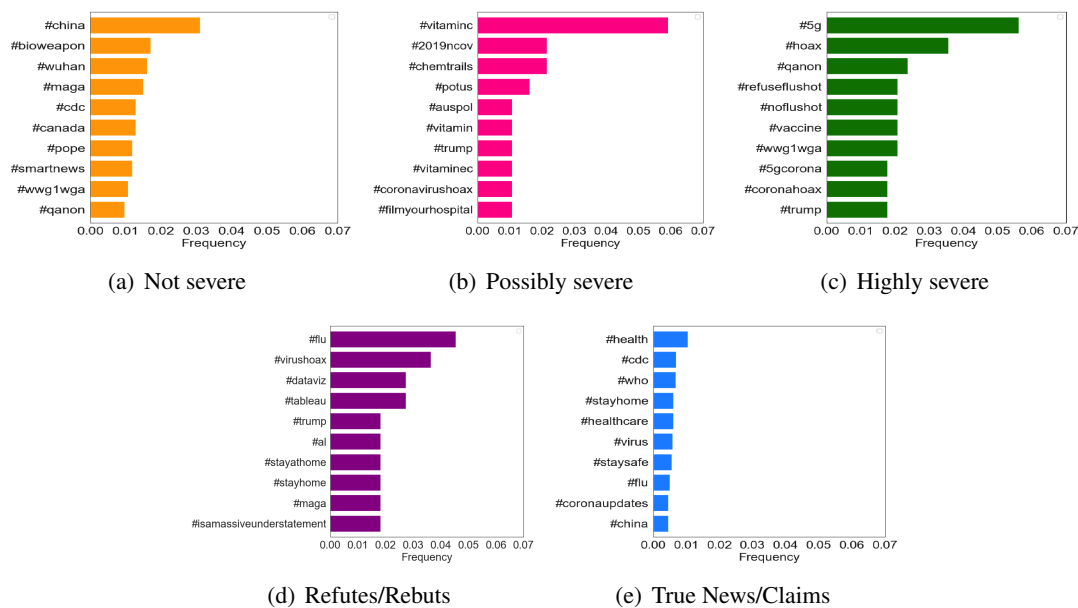 #china
#bioweapon
#wuhan
#maga
#cdc
#canada
#pope
#smartnews
#wwg1wga
#qanon
0.00 0.01 0.02 0.03 0.04 0.05 0.06 0.07
Frequency
(a) Not severe
#vitaminc
#2019ncov
#chemtrails
#potus
#auspol
#vitamin
#trump
#vitaminec
#coronavirushoax
#filmyourhospital
0.00 0.01 0.02 0.03 0.04 0.05 0.06 0.07
Frequency
(b) Possibly severe
#5g
#hoax
#qanon
#refuseflushot
#noflushot
#vaccine
#wwg1wga
#5gcorona
#coronahoax
#trump
0.00 0.01 0.02 0.03 0.04 0.05 0.06 0.07
Frequency
(c) Highly severe
#flu
#virushoax
#dataviz
#tableau
#trump
#al
#stayathome
#stayhome
#maga
#isamassiveunderstatement
0.00 0.01 0.02 0.03 0.04 0.05 0.06 0.07
Frequency
(d) Refutes/Rebuts
#health
#cdc
#who
#stayhome
#healthcare
#virus
#staysafe
#flu
#coronaupdates
#china
0.00 0.01 0.02 0.03 0.04 0.05 0.06 0.07
Frequency
(e) True News/Claims